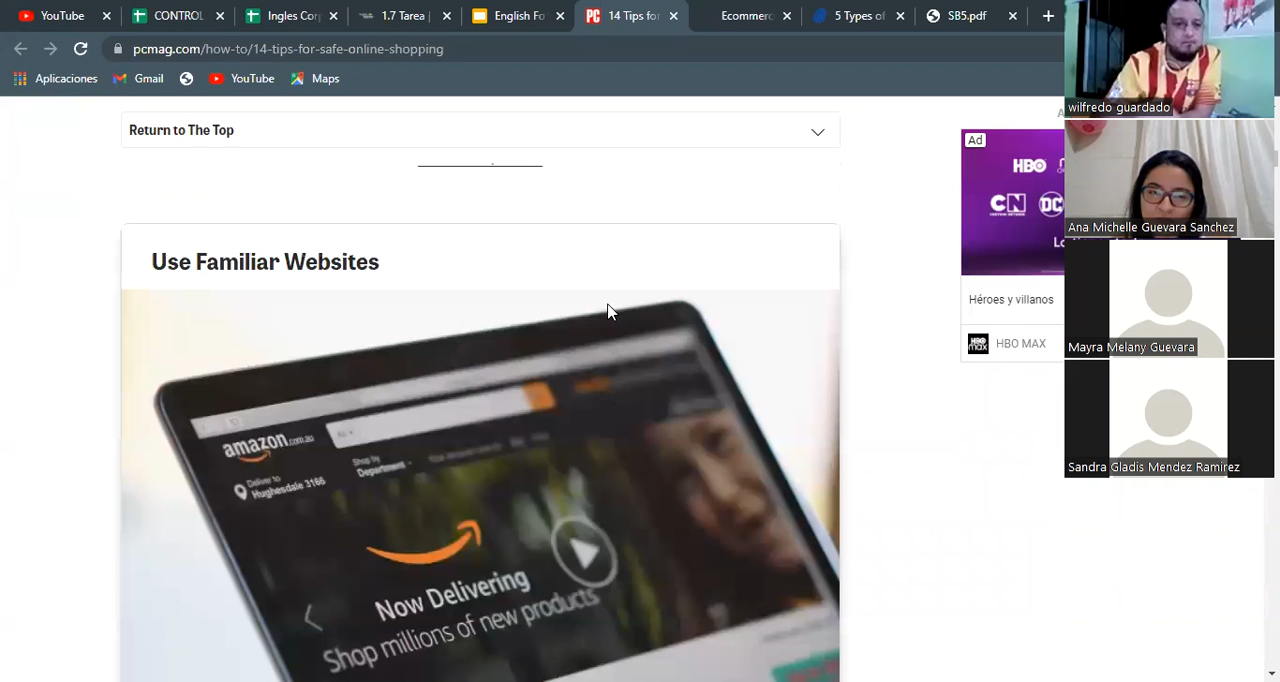 YouTube
CONTROL
Ingles Cor
1.7 Tarea |
English Fo
PC 14 Tips fo
Ecommerc
5 Types of
SB5.pdf
pcmag.com/how-to/14-tips-for-safe-online-shopping
Aplicaciones
Gmail
YouTube
Maps
Return to The Top
Use Familiar Websites
amazon.com.au
Deliver to
Hughesdale 3166
Shop by
Department
Now Delivering
Shop millions of new products
Ad
HBO
CN
DC
Héroes y villanos
HBO MAX
HBO max
wilfredo guardado
Ana Michelle Guevara Sanchez
Mayra Melany Guevara
Sandra Gladis Mendez Ramirez